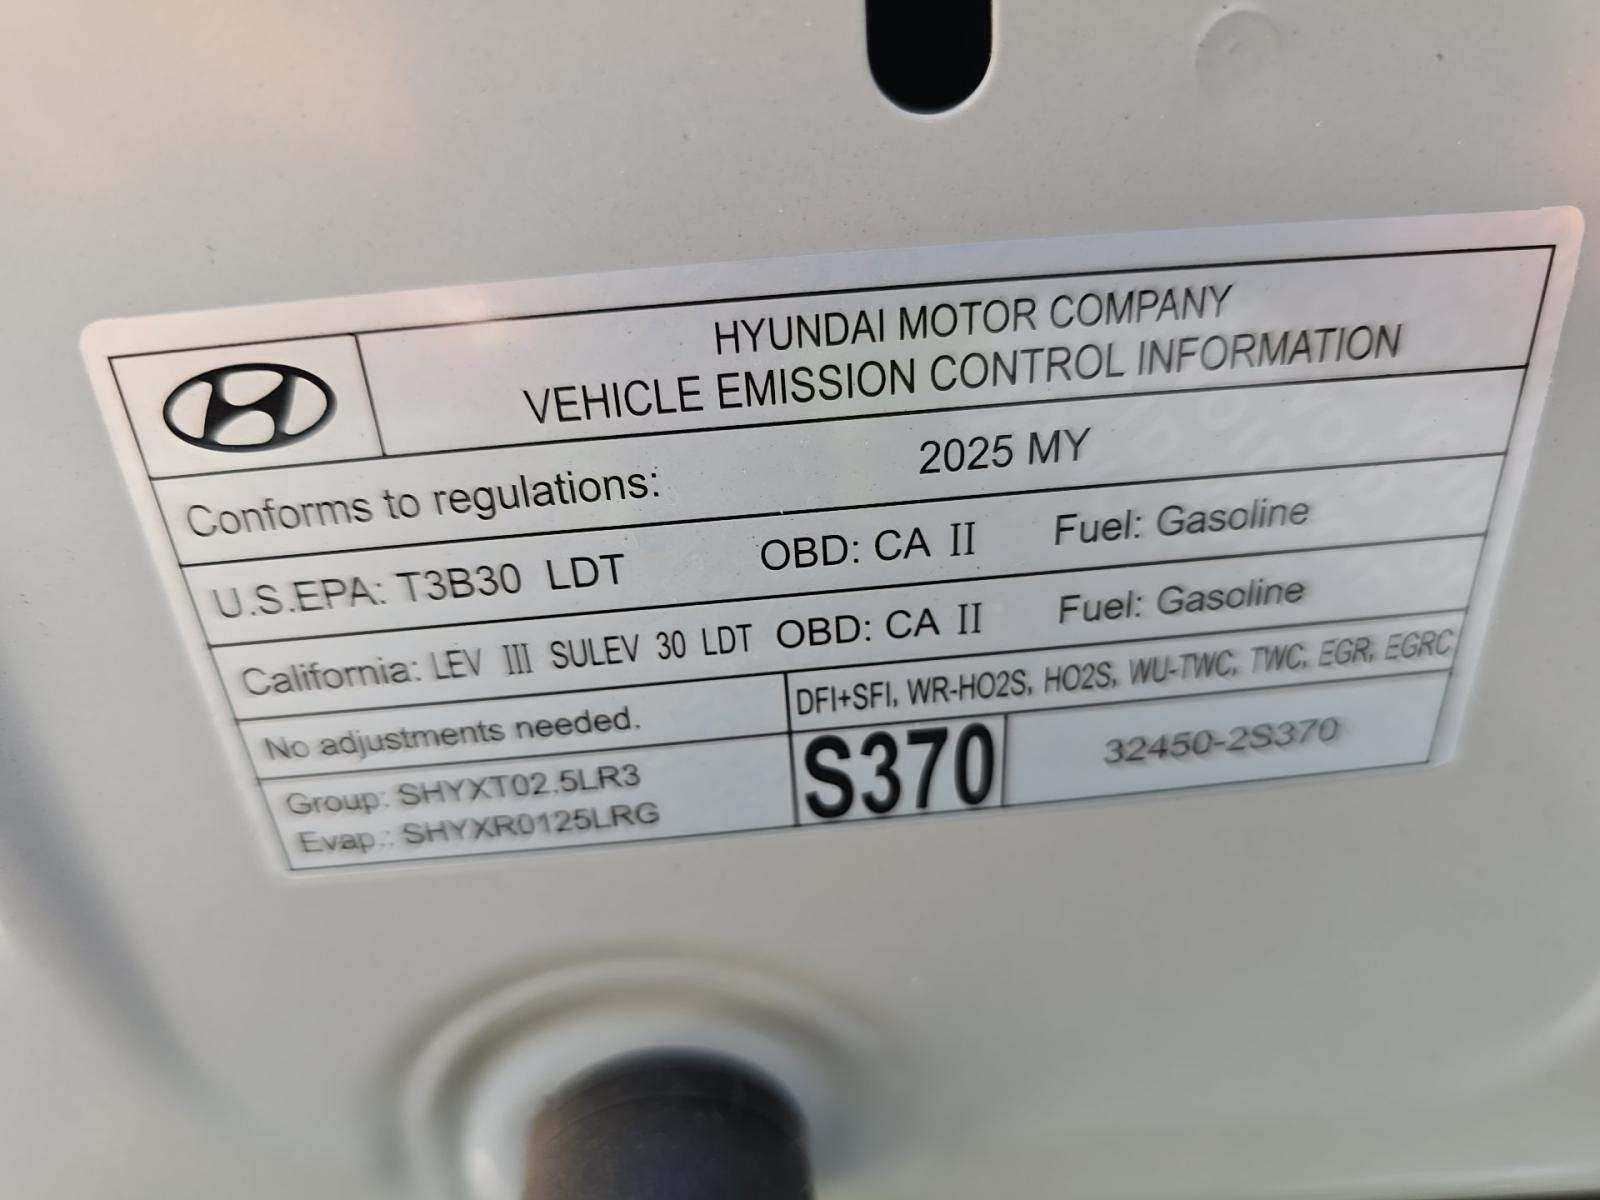 HYUNDAI MOTOR COMPANY
VEHICLE EMISSION CONTROL INFORMATION
Conforms to regulations: 2025 MY
U.S.EPA: T3B30 LDT OBD: CA II Fuel: Gasoline
California: LEV III SULEV 30 LDT OBD: CA II Fuel: Gasoline
No adjustments needed. DFI+SFI, WR-HO2S, HO2S, WU-TWC, TWC, EGR, EGRC
Group: SHYXT02.5LR3
Evap.: SHYXR0125LRG
S370 32450-2S370